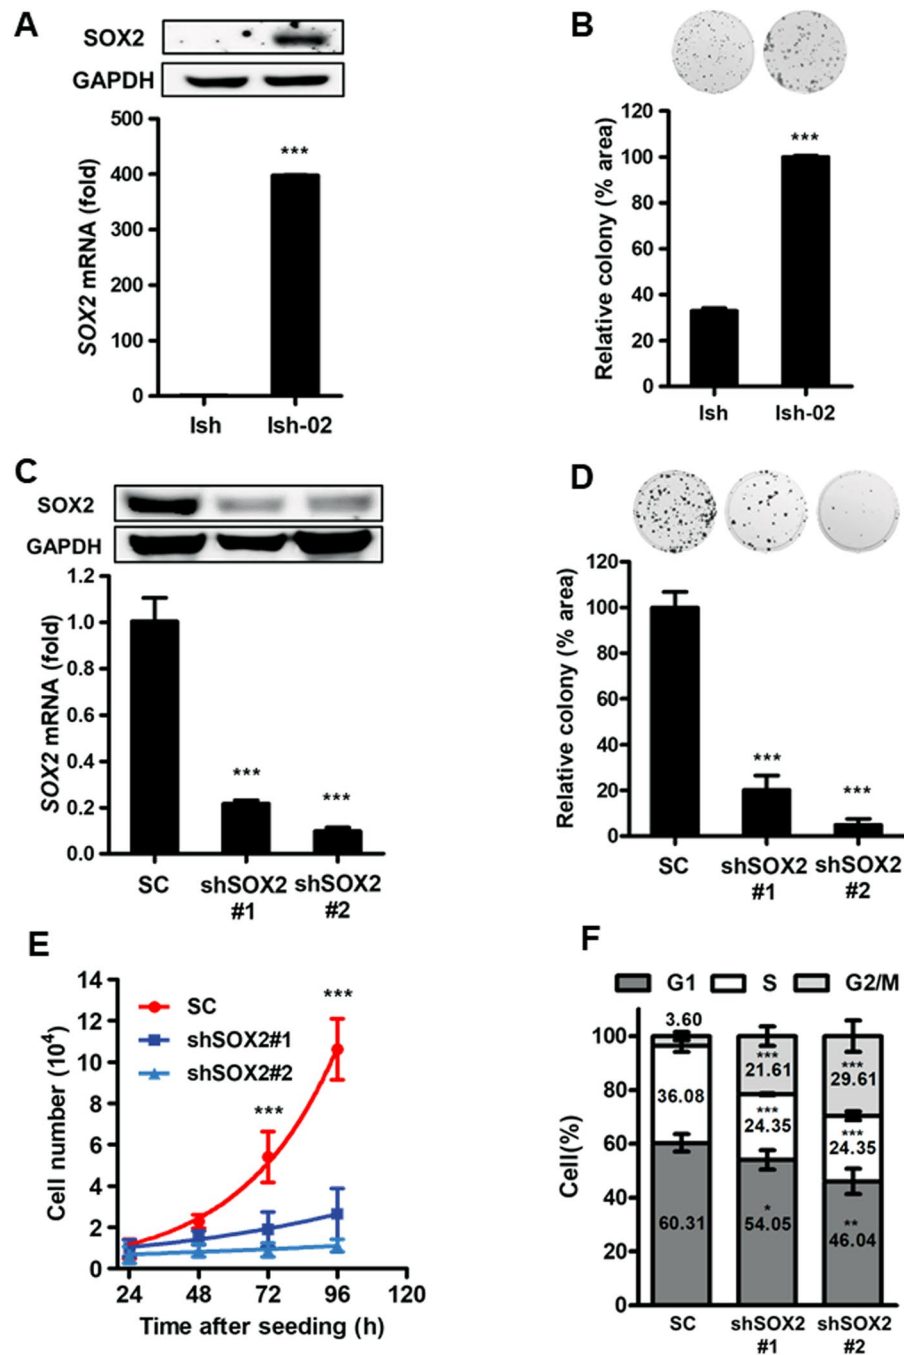 A
SOX2
GAPDH
SOX2 mRNA (fold)
500
400
300
200
100
0
***
Ish
Ish-02
B
Relative colony (% area)
120
100
80
60
40
20
0
***
Ish
Ish-02
C
SOX2
GAPDH
SOX2 mRNA (fold)
1.2
1.0
0.8
0.6
0.4
0.2
0.0
***
***
SC
shSOX2
#1
shSOX2
#2
D
Relative colony (% area)
120
100
80
60
40
20
0
***
***
SC
shSOX2
#1
shSOX2
#2
E
Cell number (10⁴)
14
12
10
8
6
4
2
0
SC
shSOX2#1
shSOX2#2
***
***
24
48
72
96
120
Time after seeding (h)
F
G1
S
G2/M
Cell(%)
100
80
60
40
20
0
3.60
36.08
60.31
***
21.61
***
24.35
*
54.05
***
29.61
***
24.35
**
46.04
SC
shSOX2
#1
shSOX2
#2